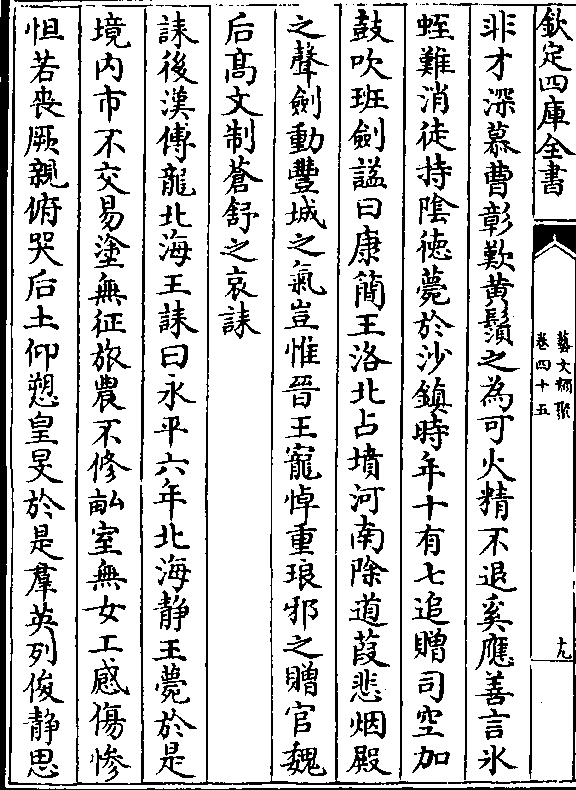 欽定四庫全書
藝文類聚
卷四十五
十九
非才深慕曹彰歎黄鬚之為可火精不退奚應善言氷
蛭難消徒持隂徳薨於沙鎮時年十有七追贈司空加
鼓吹班劍諡曰康簡王洛北占墳河南除道葭悲烟殿
之聲劍動豐城之氣豈惟晉王寵悼重琅邪之贈官魏
后髙文制蒼舒之哀誄
誄後漢傅龍北海王誄曰永平六年北海静王薨於是
境内市不交易塗無征旅農不修畝室無女工感傷慘
怛若喪厥親俯哭后土仰愬皇旻於是羣英列俊静思